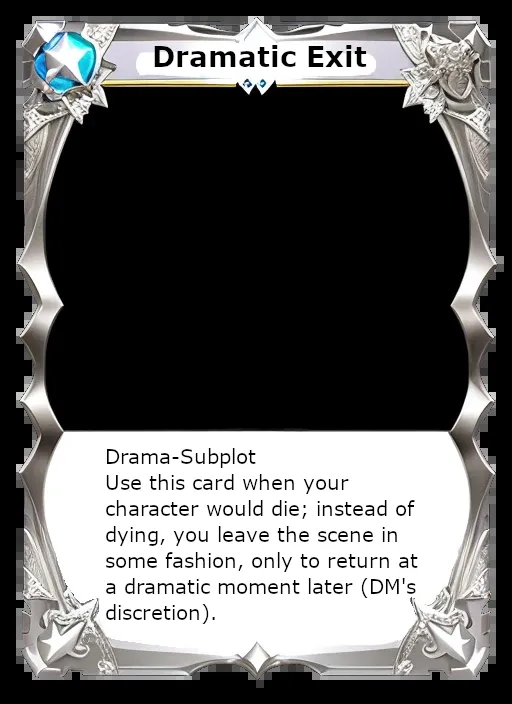 Dramatic Exit
Drama-Subplot
Use this card when your
character would die; instead of
dying, you leave the scene in
some fashion, only to return at
a dramatic moment later (DM's
discretion).